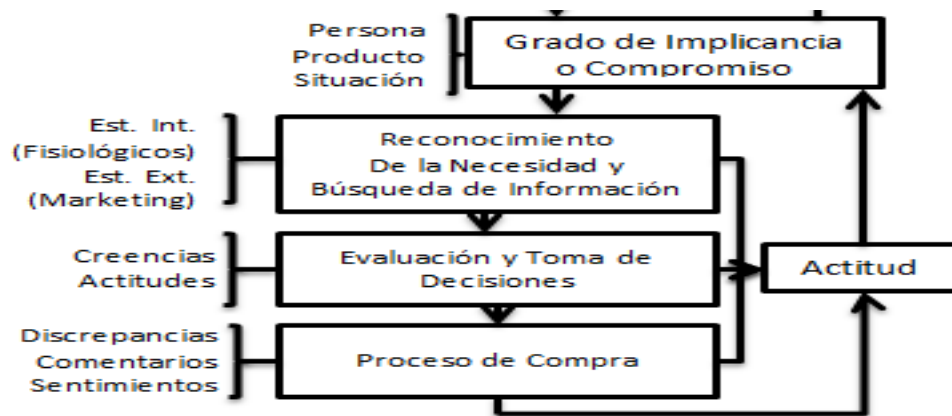 Persona
Producto
Situación
Grado de Implicancia
o Compromiso
Est. Int.
(Fisiológicos)
Est. Ext.
(Marketing)
Reconocimiento
De la Necesidad y
Búsqueda de Información
Creencias
Actitudes
Evaluación y Toma de
Decisiones
Actitud
Discrepancias
Comentarios
Sentimientos
Proceso de Compra